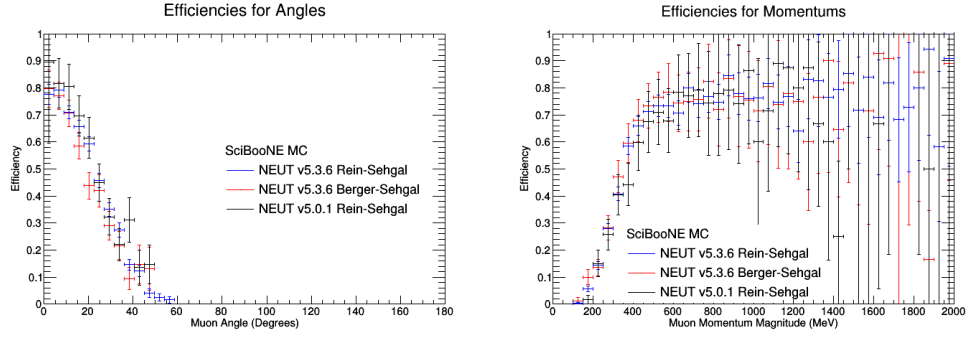 Efficiencies for Angles
Efficiency
1
0.9
0.8
0.7
0.6
0.5
0.4
0.3
0.2
0.1
0
SciBooNE MC
NEUT v5.3.6 Rein-Sehgal
NEUT v5.3.6 Berger-Sehgal
NEUT v5.0.1 Rein-Sehgal
0 20 40 60 80 100 120 140 160 180
Muon Angle (Degrees)
Efficiencies for Momentums
Efficiency
1
0.9
0.8
0.7
0.6
0.5
0.4
0.3
0.2
0.1
0
SciBooNE MC
NEUT v5.3.6 Rein-Sehgal
NEUT v5.3.6 Berger-Sehgal
NEUT v5.0.1 Rein-Sehgal
0 200 400 600 800 1000 1200 1400 1600 1800 2000
Muon Momentum Magnitude (MeV)